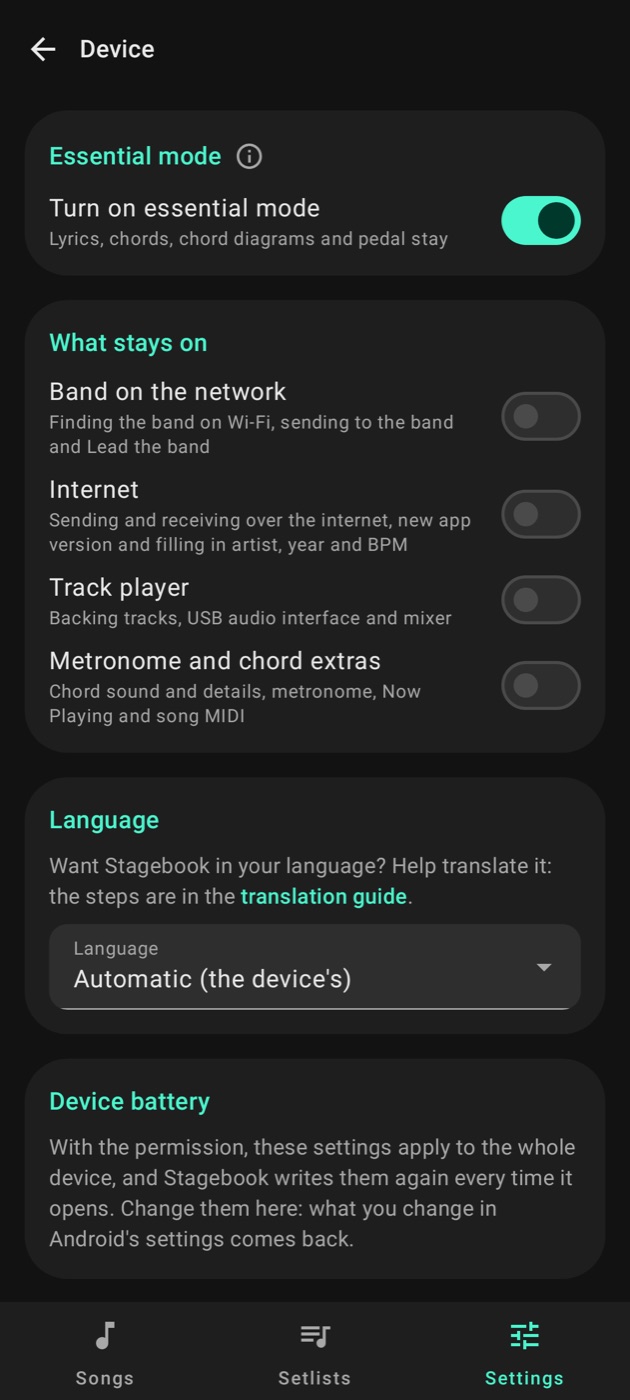 Device
Essential mode
Turn on essential mode
Lyrics, chords, chord diagrams and pedal stay
What stays on
Band on the network
Finding the band on Wi-Fi, sending to the band
and Lead the band
Internet
Sending and receiving over the internet, new app
version and filling in artist, year and BPM
Track player
Backing tracks, USB audio interface and mixer
Metronome and chord extras
Chord sound and details, metronome, Now
Playing and song MIDI
Language
Want Stagebook in your language? Help translate it:
the steps are in the translation guide.
Language
Automatic (the device's)
Device battery
With the permission, these settings apply to the whole
device, and Stagebook writes them again every time it
opens. Change them here: what you change in
Android's settings comes back.
Songs
Setlists
Settings